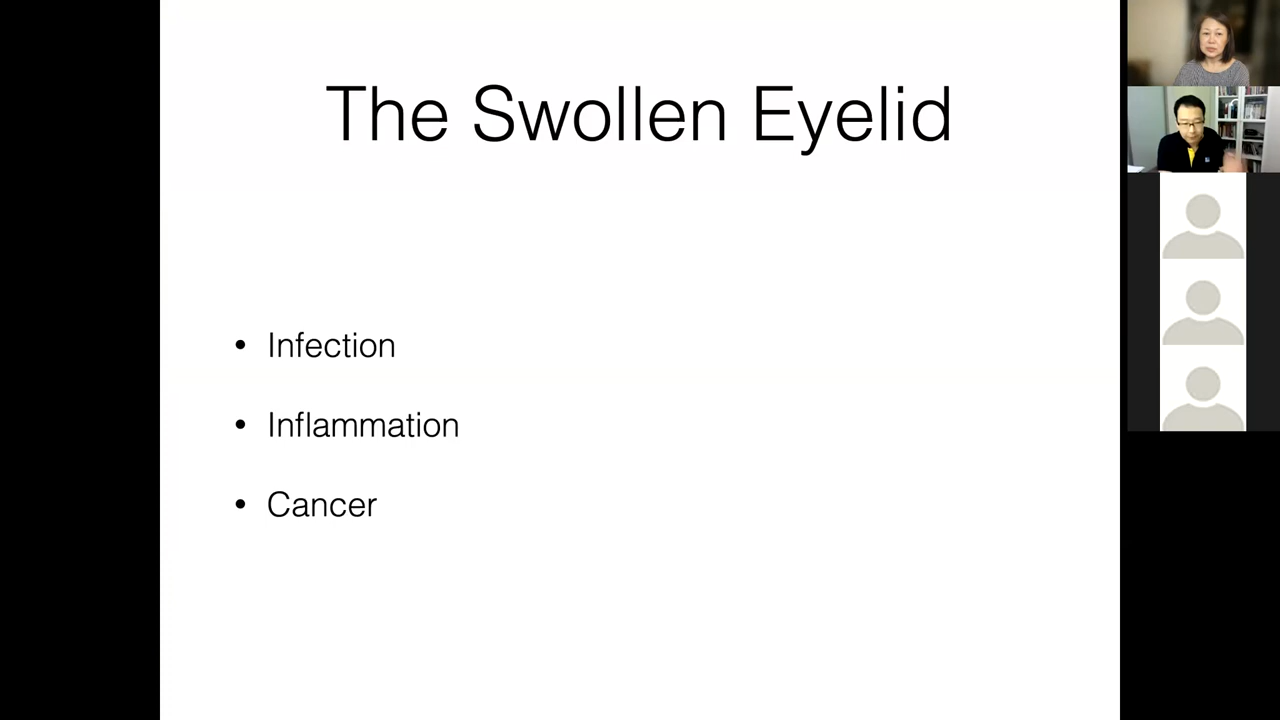 The Swollen Eyelid
• Infection
• Inflammation
• Cancer